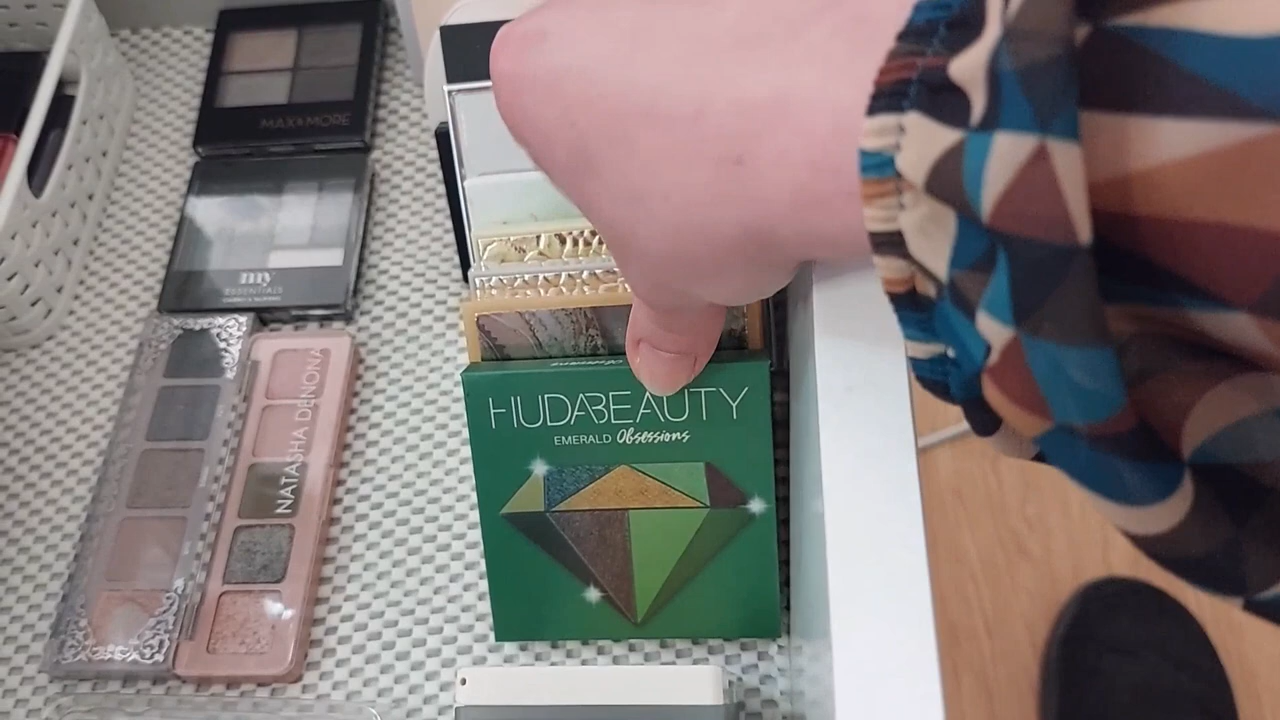 MAX&MORE
my
ESSENTIALS
NATASHA DENONA
HUDABEAUTY
EMERALD Obsessions